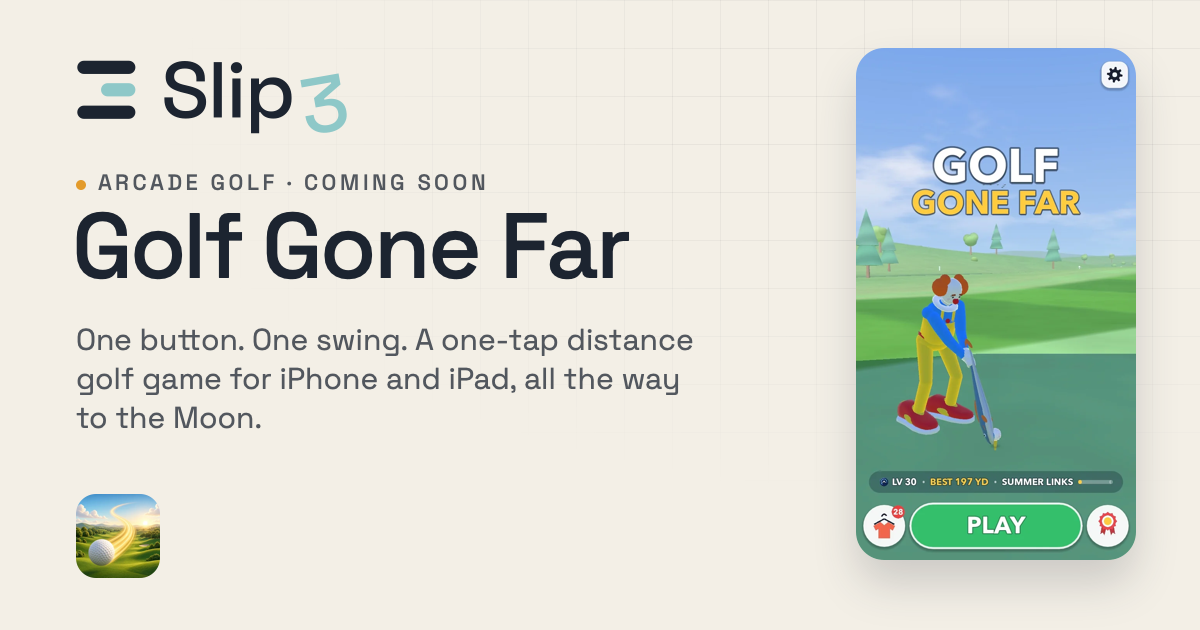 Slip3
ARCADE GOLF · COMING SOON
Golf Gone Far
One button. One swing. A one-tap distance
golf game for iPhone and iPad, all the way
to the Moon.
GOLF
GONE FAR
LV 30 · BEST 197 YD · SUMMER LINKS
28
PLAY